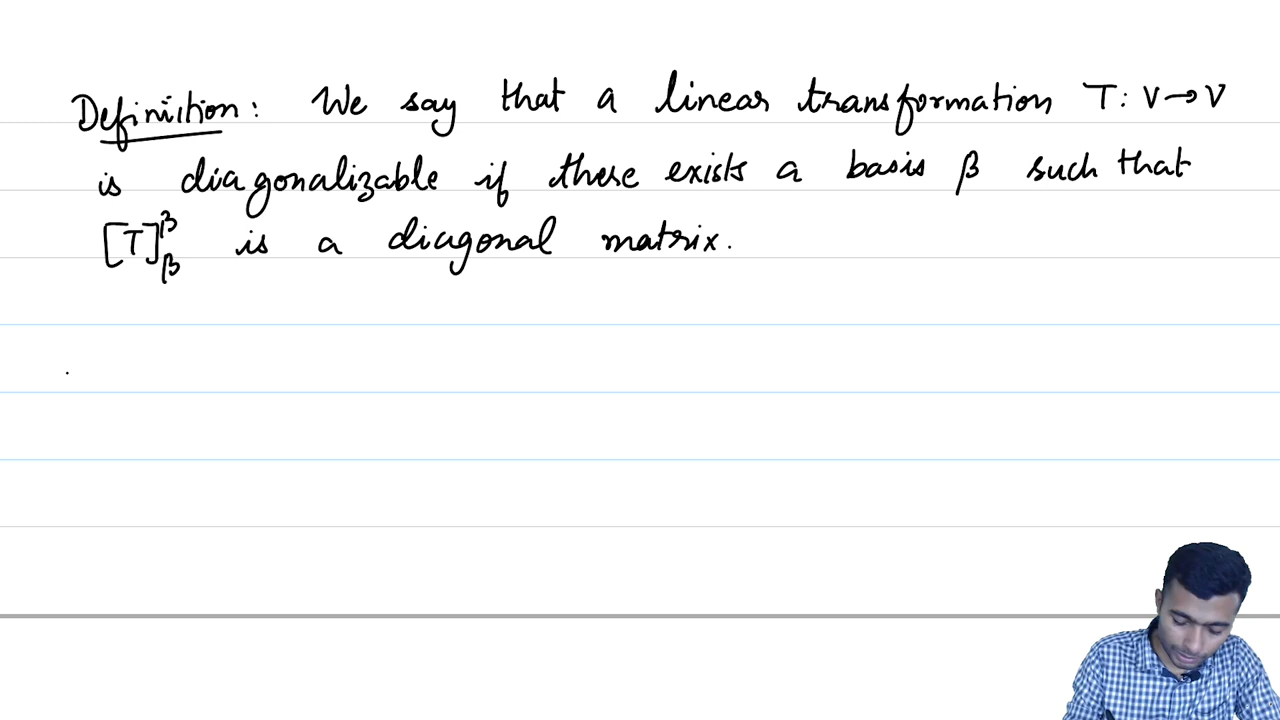 Definition: We say that a linear transformation T: V→V
is diagonalizable if there exists a basis β such that
[T]^β_β is a diagonal matrix.